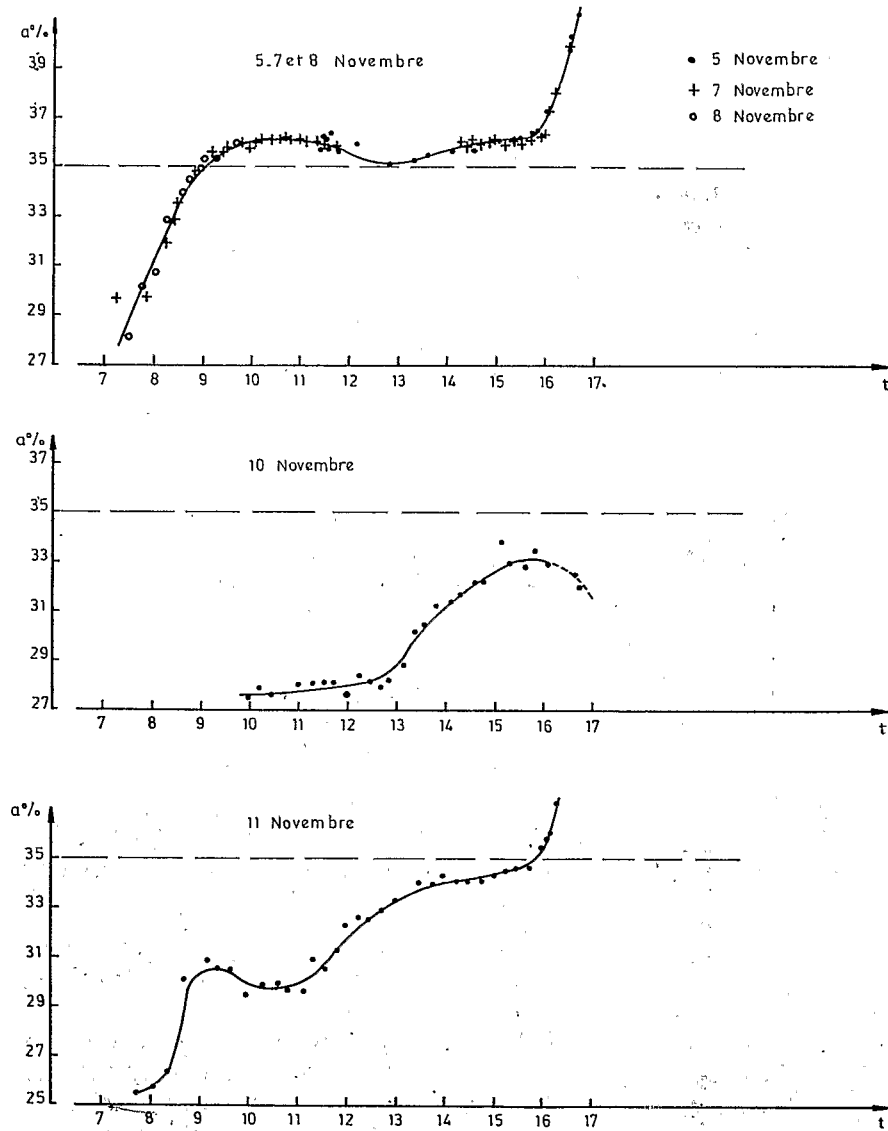 a°/.
5.7 et 8 Novembre
• 5 Novembre
+ 7 Novembre
o 8 Novembre
39
37
35
33
31
29
27
7 8 9 10 11 12 13 14 15 16 17.
t
a°/.
10 Novembre
37
35
33
31
29
27
7 8 9 10 11 12 13 14 15 16 17
t
a°/.
11 Novembre
35
33
31
29
27
25
7 8 9 10 11 12 13 14 15 16 17
t